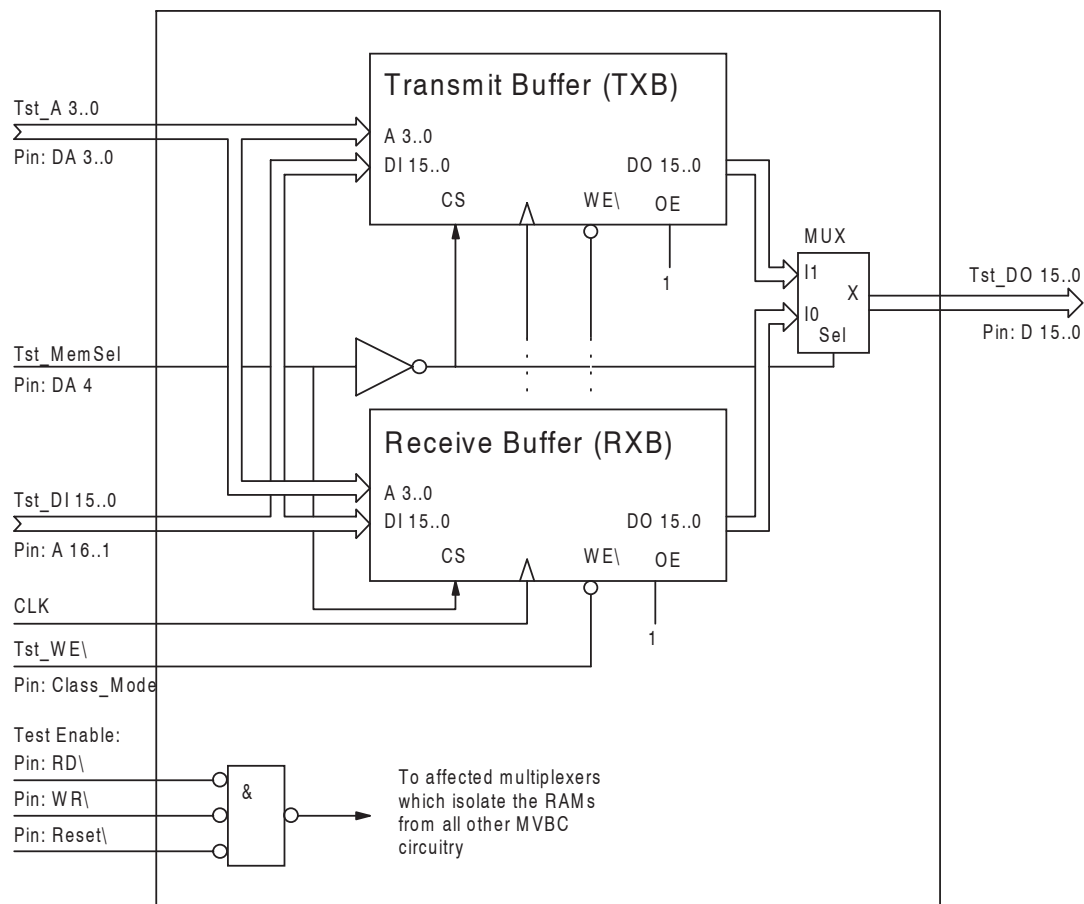 Transmit Buffer (TXB)
Tst_A 3..0
Pin: DA 3..0
A 3..0
DI 15..0
DO 15..0
CS
WE\
OE
1
MUX
I1
X
I0
Sel
Tst_DO 15..0
Pin: D 15..0
Tst_MemSel
Pin: DA 4
Receive Buffer (RXB)
Tst_DI 15..0
Pin: A 16..1
A 3..0
DI 15..0
DO 15..0
CS
WE\
OE
1
CLK
Tst_WE\
Pin: Class_Mode
Test Enable:
Pin: RD\
Pin: WR\
Pin: Reset\
&
To affected multiplexers
which isolate the RAMs
from all other MVBC
circuitry